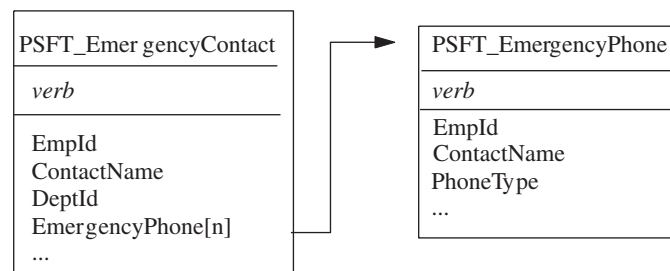 PSFT_Emer gencyContact
verb
EmpId
ContactName
DeptId
EmergencyPhone[n]
...
PSFT_EmergencyPhone
verb
EmpId
ContactName
PhoneType
...